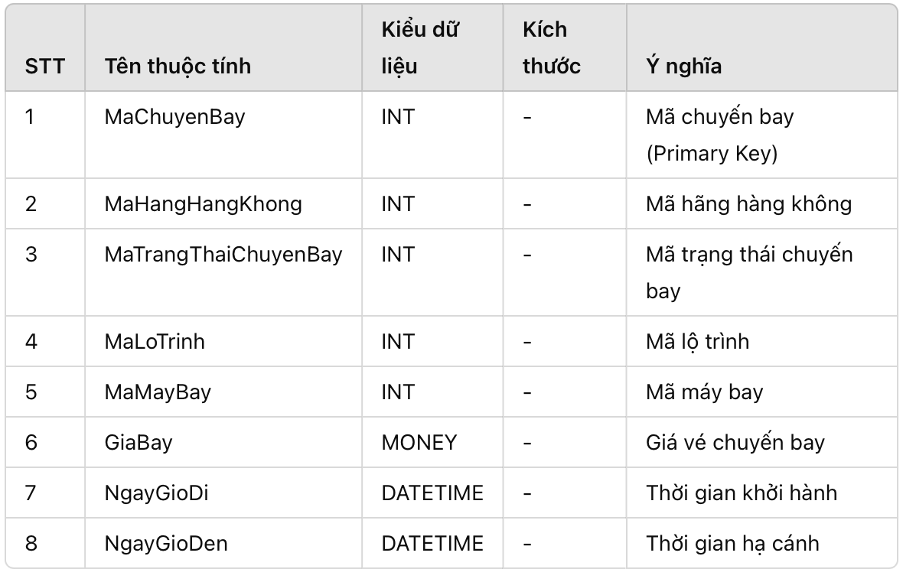 STT Tên thuộc tính Kiểu dữ liệu Kích thước Ý nghĩa
1 MaChuyenBay INT - Mã chuyến bay (Primary Key)
2 MaHangHangKhong INT - Mã hãng hàng không
3 MaTrangThaiChuyenBay INT - Mã trạng thái chuyến bay
4 MaLoTrinh INT - Mã lộ trình
5 MaMayBay INT - Mã máy bay
6 GiaBay MONEY - Giá vé chuyến bay
7 NgayGioDi DATETIME - Thời gian khởi hành
8 NgayGioDen DATETIME - Thời gian hạ cánh